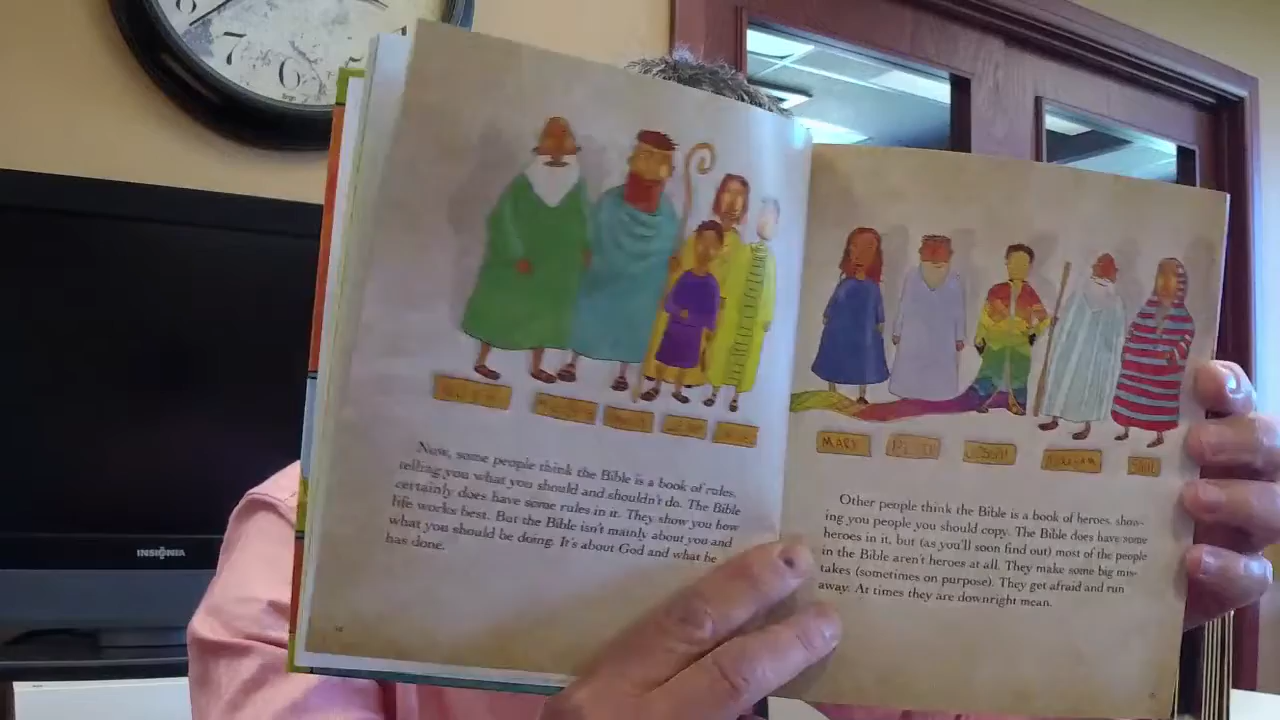 7
6
5
INSIGNIA
MARY
PETER
JOSEPH
ABRAHAM
PAUL
Now, some people think the Bible is a book of rules,
telling you what you should and shouldn't do. The Bible
certainly does have some rules in it. They show you how
life works best. But the Bible isn't mainly about you and
what you should be doing. It's about God and what he
has done.
Other people think the Bible is a book of heroes, show-
ing you people you should copy. The Bible does have some
heroes in it, but (as you'll soon find out) most of the people
in the Bible aren't heroes at all. They make some big mis-
takes (sometimes on purpose). They get afraid and run
away. At times they are downright mean.